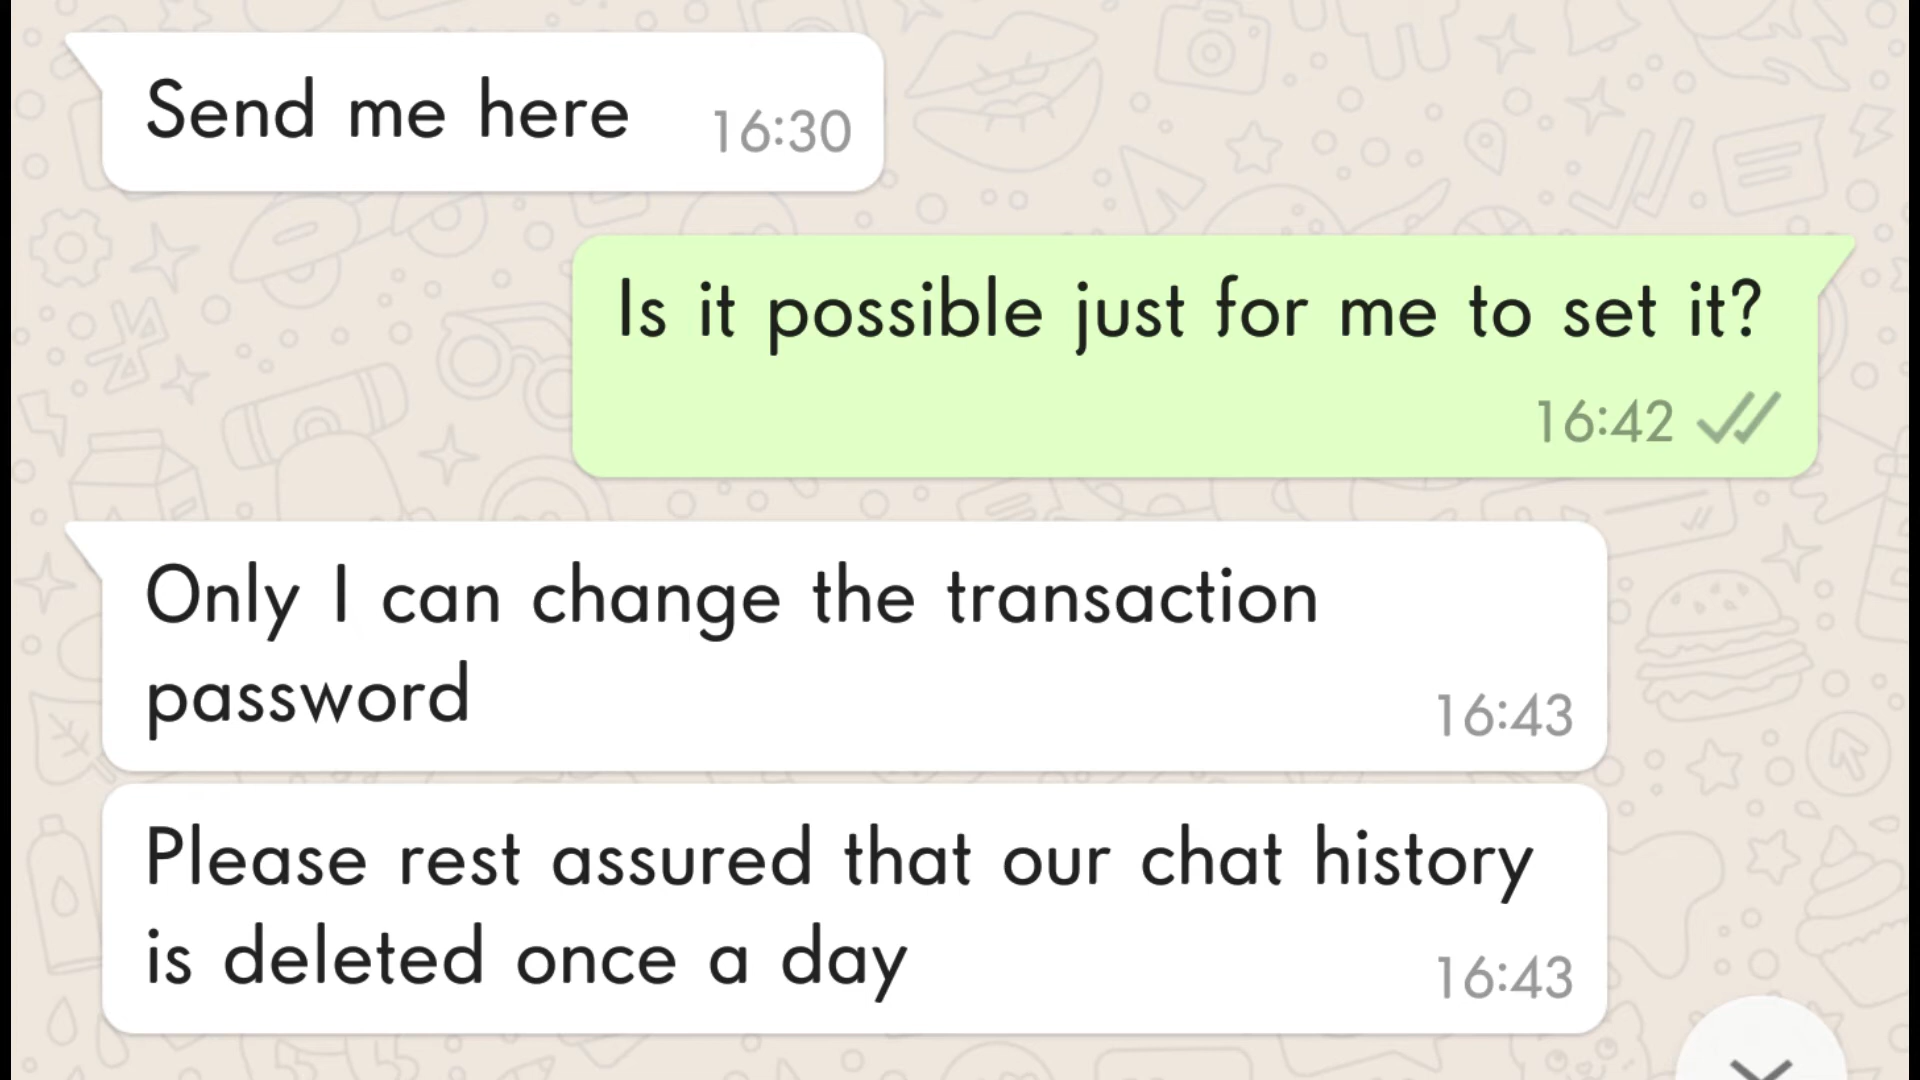 Send me here 16:30
Is it possible just for me to set it?
16:42
Only I can change the transaction
password 16:43
Please rest assured that our chat history
is deleted once a day 16:43